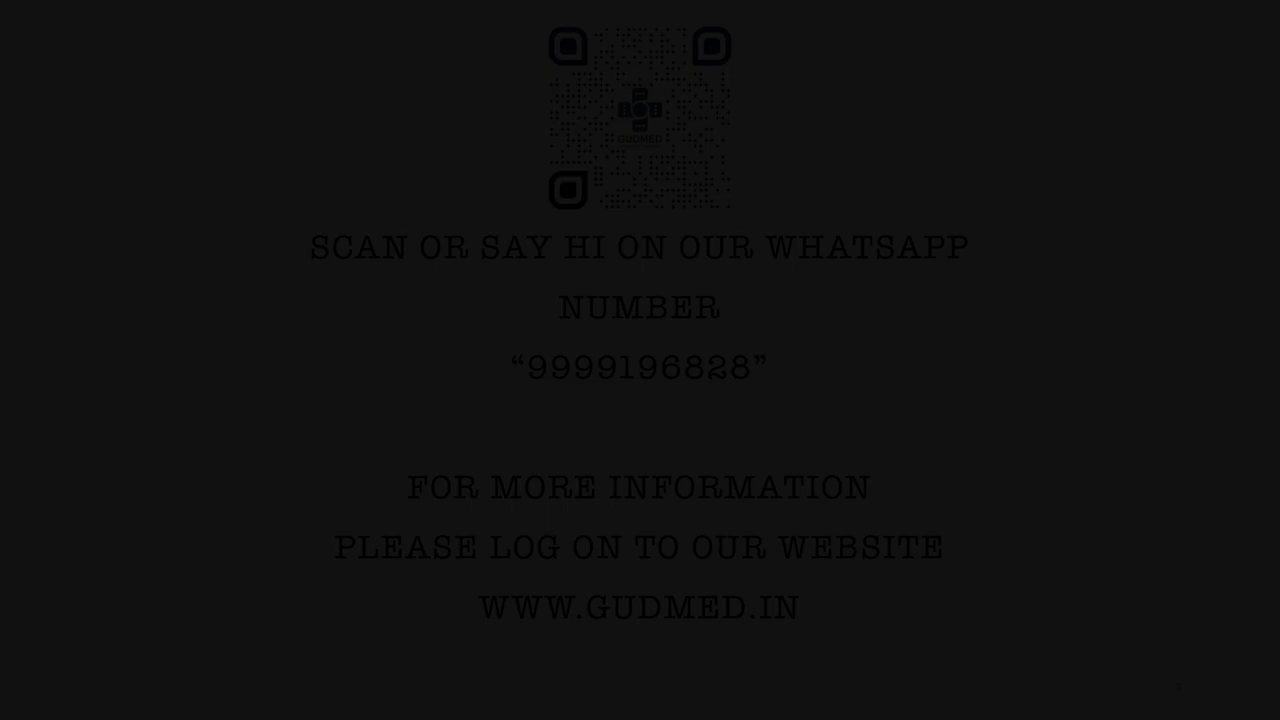 GUDMED
SCAN OR SAY HI ON OUR WHATSAPP
NUMBER
“9999196828”
FOR MORE INFORMATION
PLEASE LOG ON TO OUR WEBSITE
WWW.GUDMED.IN